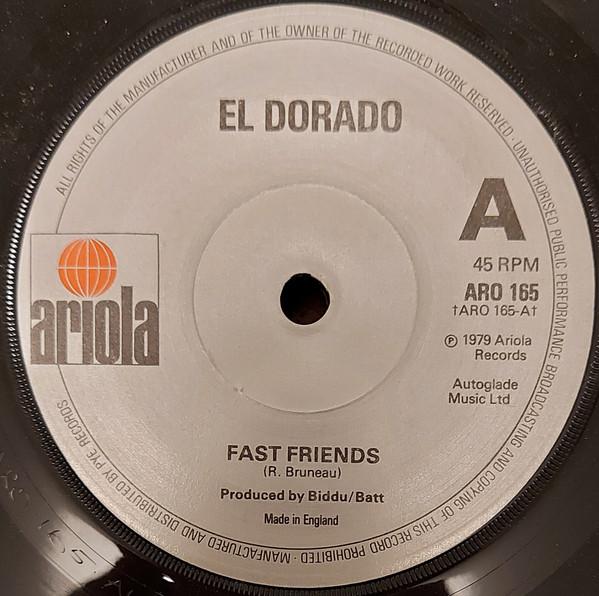 ALL RIGHTS OF THE MANUFACTURER AND OF THE OWNER OF THE RECORDED WORK RESERVED · UNAUTHORISED PUBLIC PERFORMANCE BROADCASTING AND COPYING OF THIS RECORD PROHIBITED · MANUFACTURED AND DISTRIBUTED BY PYE RECORDS
EL DORADO
A
45 RPM
ariola
ARO 165
†ARO 165-A†
℗ 1979 Ariola
Records
Autoglade
Music Ltd
FAST FRIENDS
(R. Bruneau)
Produced by Biddu/Batt
Made in England